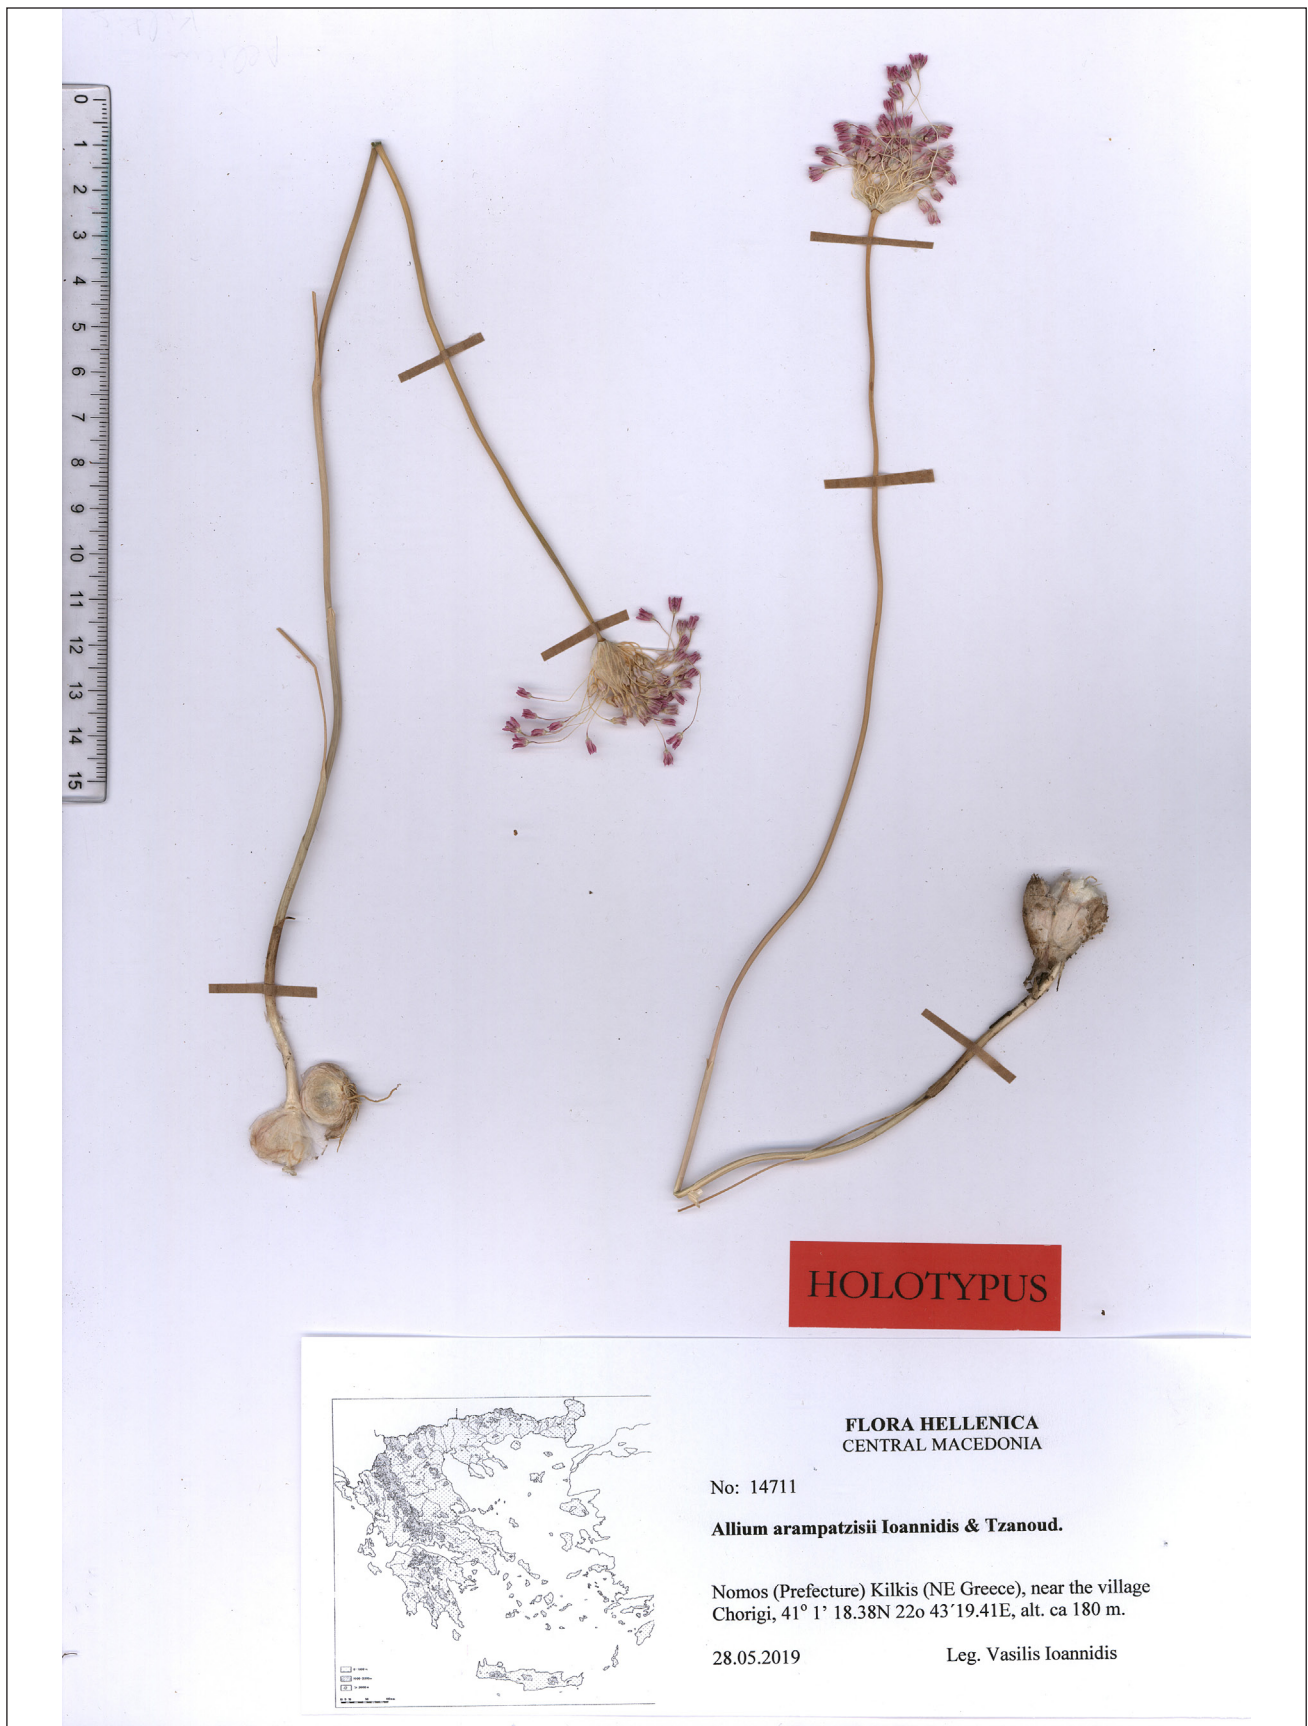 0
1
2
3
4
5
6
7
8
9
10
11
12
13
14
15
HOLOTYPUS
FLORA HELLENICA
CENTRAL MACEDONIA
No: 14711
Allium arampatzisii Ioannidis & Tzanoud.
Nomos (Prefecture) Kilkis (NE Greece), near the village
Chorigi, 41° 1’ 18.38N 22o 43´19.41E, alt. ca 180 m.
28.05.2019 Leg. Vasilis Ioannidis